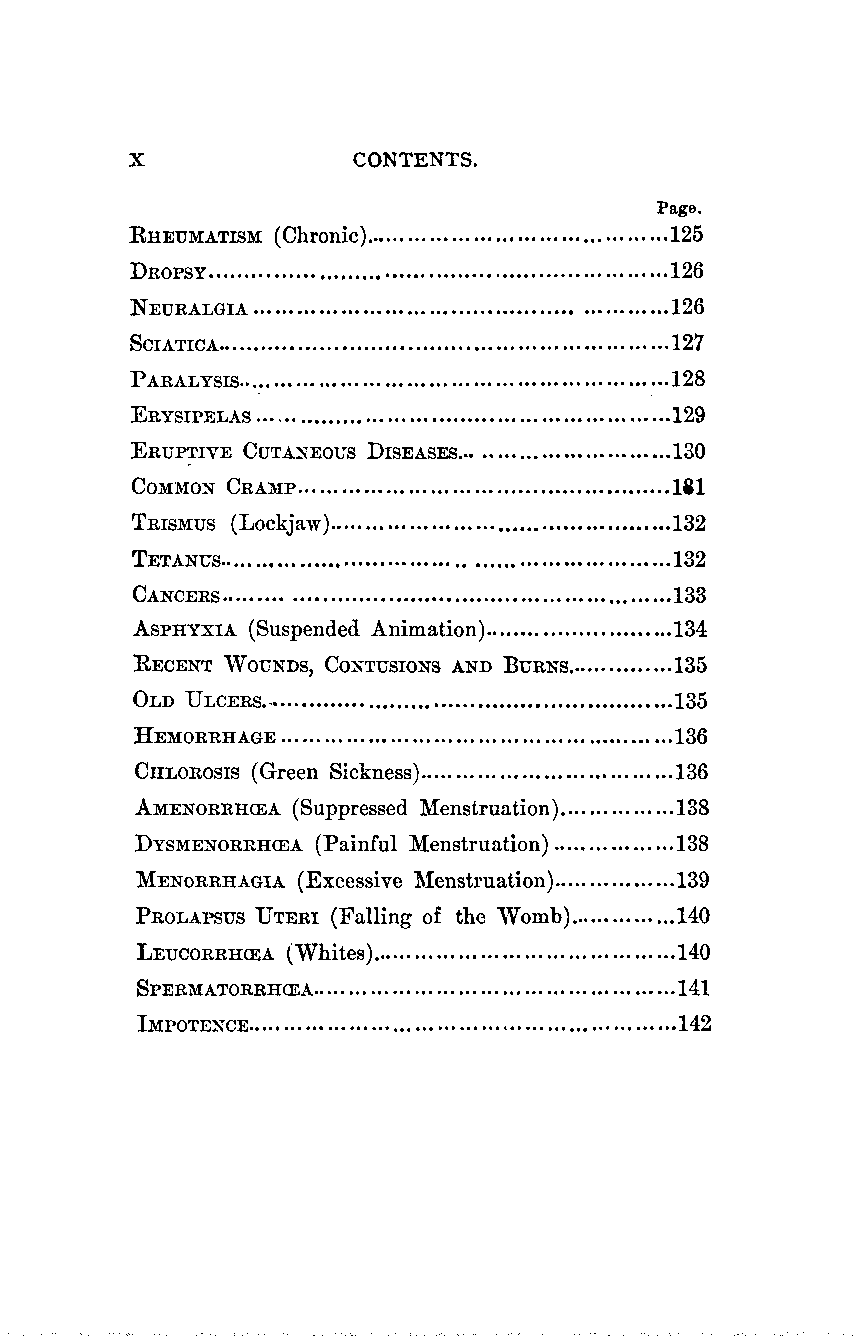 X CONTENTS.
Page.
RHEUMATISM (Chronic)........................................125
DROPSY........................................126
NEURALGIA........................................126
SCIATICA........................................127
PARALYSIS........................................128
ERYSIPELAS........................................129
ERUPTIVE CUTANEOUS DISEASES........................................130
COMMON CRAMP........................................131
TRISMUS (Lockjaw)........................................132
TETANUS........................................132
CANCERS........................................133
ASPHYXIA (Suspended Animation)........................................134
RECENT WOUNDS, CONTUSIONS AND BURNS........................................135
OLD ULCERS........................................135
HEMORRHAGE........................................136
CHLOROSIS (Green Sickness)........................................136
AMENORRHŒA (Suppressed Menstruation)........................................138
DYSMENORRHŒA (Painful Menstruation)........................................138
MENORRHAGIA (Excessive Menstruation)........................................139
PROLAPSUS UTERI (Falling of the Womb)........................................140
LEUCORRHŒA (Whites)........................................140
SPERMATORRHŒA........................................141
IMPOTENCE........................................142